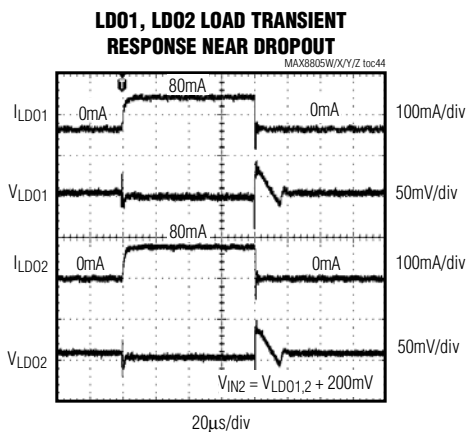 LDO1, LDO2 LOAD TRANSIENT
RESPONSE NEAR DROPOUT
MAX8805W/X/Y/Z toc44
80mA
ILDO1
0mA
0mA
100mA/div
VLDO1
50mV/div
80mA
ILDO2
0mA
0mA
100mA/div
VLDO2
50mV/div
VIN2 = VLDO1,2 + 200mV
20µs/div